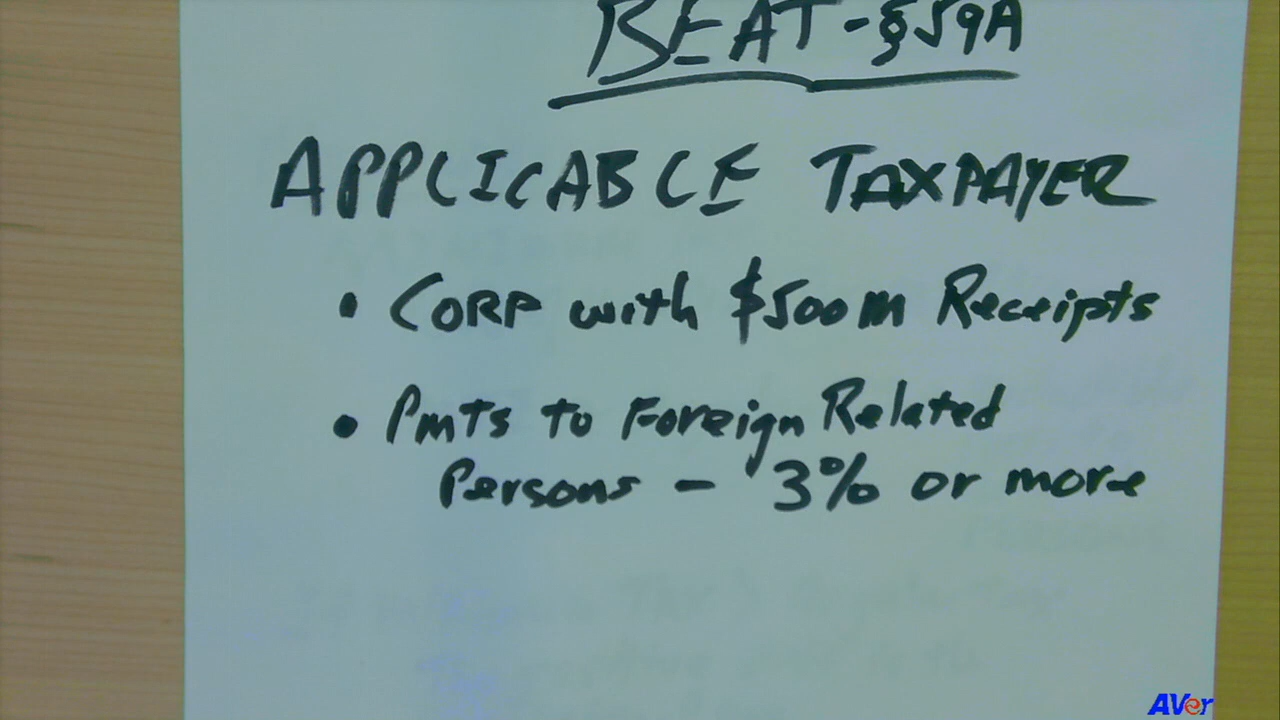 BEAT - §59A
APPLICABLE TAXPAYER
• CORP with $500m Receipts
• Pmts to Foreign Related
Persons - 3% or more
AVer